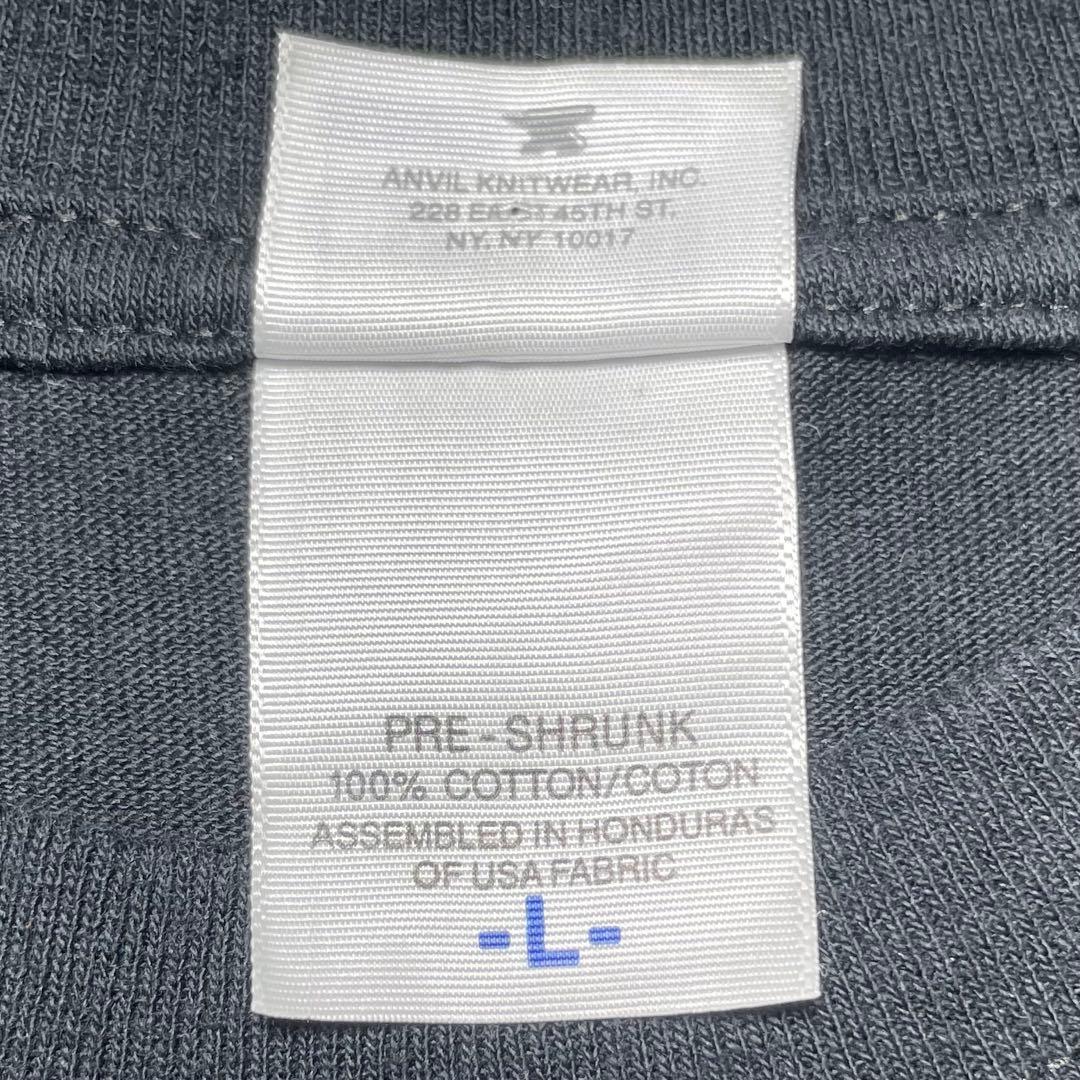 ANVIL KNITWEAR, INC.
228 EAST 45TH ST.
NY, NY 10017
PRE-SHRUNK
100% COTTON/COTON
ASSEMBLED IN HONDURAS
OF USA FABRIC
-L-